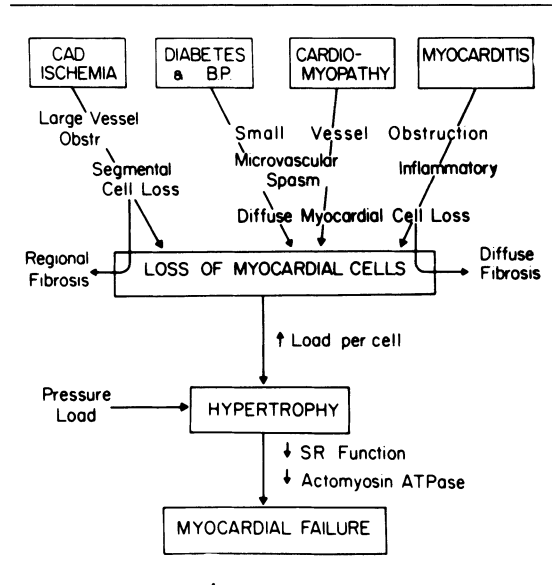 CAD
ISCHEMIA
DIABETES
& B.P.
CARDIO-
MYOPATHY
MYOCARDITIS
Large Vessel
Obstr
Small Vessel Obstruction
Microvascular
Spasm
Inflammatory
Segmental
Cell Loss
Diffuse Myocardial Cell Loss
Regional
Fibrosis
LOSS OF MYOCARDIAL CELLS
Diffuse
Fibrosis
↑ Load per cell
Pressure
Load
HYPERTROPHY
↓ SR Function
↓ Actomyosin ATPase
MYOCARDIAL FAILURE